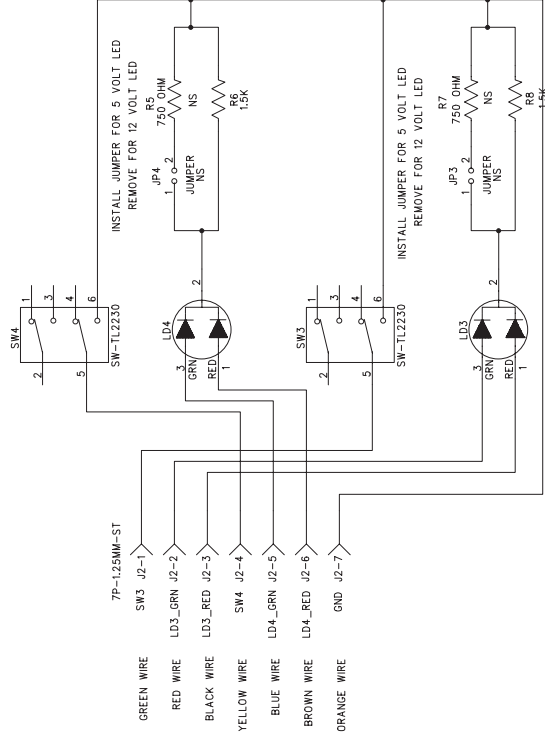 7P-1.25MM-ST
GREEN WIRE SW3 J2-1
RED WIRE LD3_GRN J2-2
BLACK WIRE LD3_RED J2-3
YELLOW WIRE SW4 J2-4
BLUE WIRE LD4_GRN J2-5
BROWN WIRE LD4_RED J2-6
ORANGE WIRE GND J2-7
SW4
1
2
3
4
5
6
SW-TL2230
LD4
3
GRN
RED
1
2
INSTALL JUMPER FOR 5 VOLT LED
REMOVE FOR 12 VOLT LED
JP4
1 2
JUMPER
NS
R5
750 OHM
NS
R6
1.5K
SW3
1
2
3
4
5
6
SW-TL2230
LD3
3
GRN
RED
1
2
INSTALL JUMPER FOR 5 VOLT LED
REMOVE FOR 12 VOLT LED
JP3
1 2
JUMPER
NS
R7
750 OHM
NS
R8
1.5K